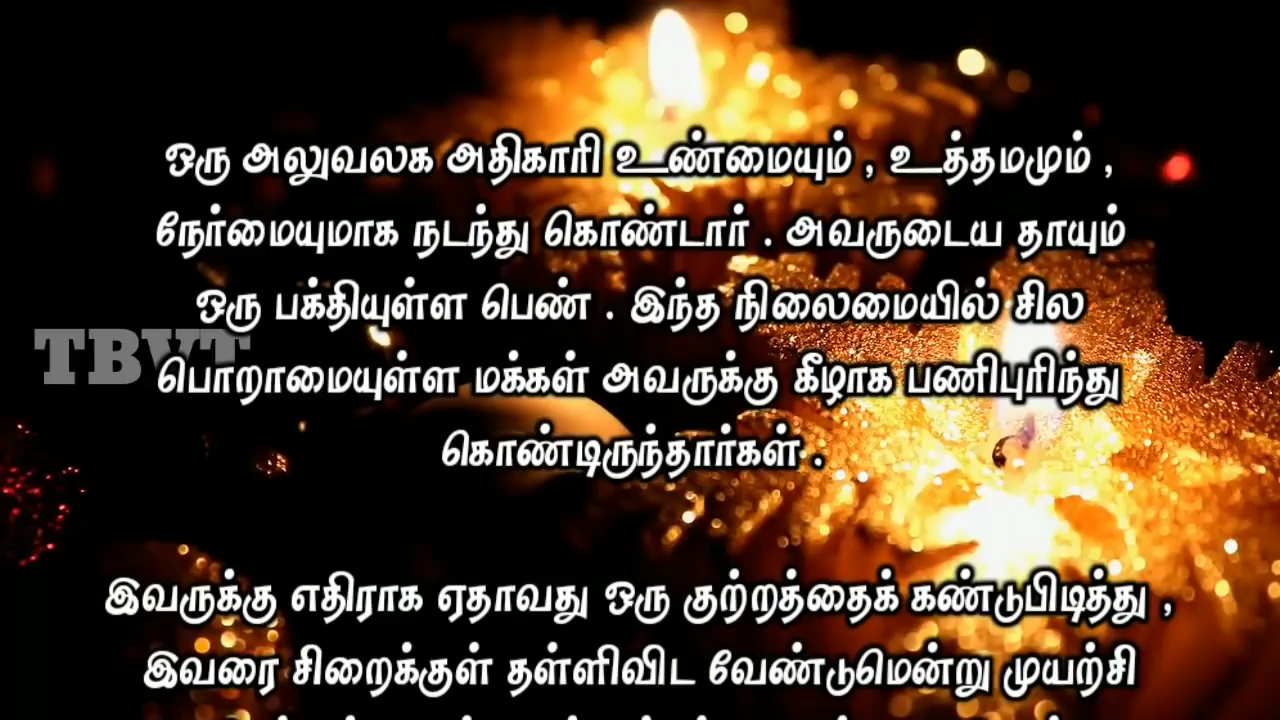 ஒரு அலுவலக அதிகாரி உண்மையும் , உத்தமமும் ,
நேர்மையுமாக நடந்து கொண்டார் . அவருடைய தாயும்
ஒரு பக்தியுள்ள பெண் . இந்த நிலைமையில் சில
TBVT
பொறாமையுள்ள மக்கள் அவருக்கு கீழாக பணிபுரிந்து
கொண்டிருந்தார்கள் .
இவருக்கு எதிராக ஏதாவது ஒரு குற்றத்தைக் கண்டுபிடித்து ,
இவரை சிறைக்குள் தள்ளிவிட வேண்டுமென்று முயற்சி